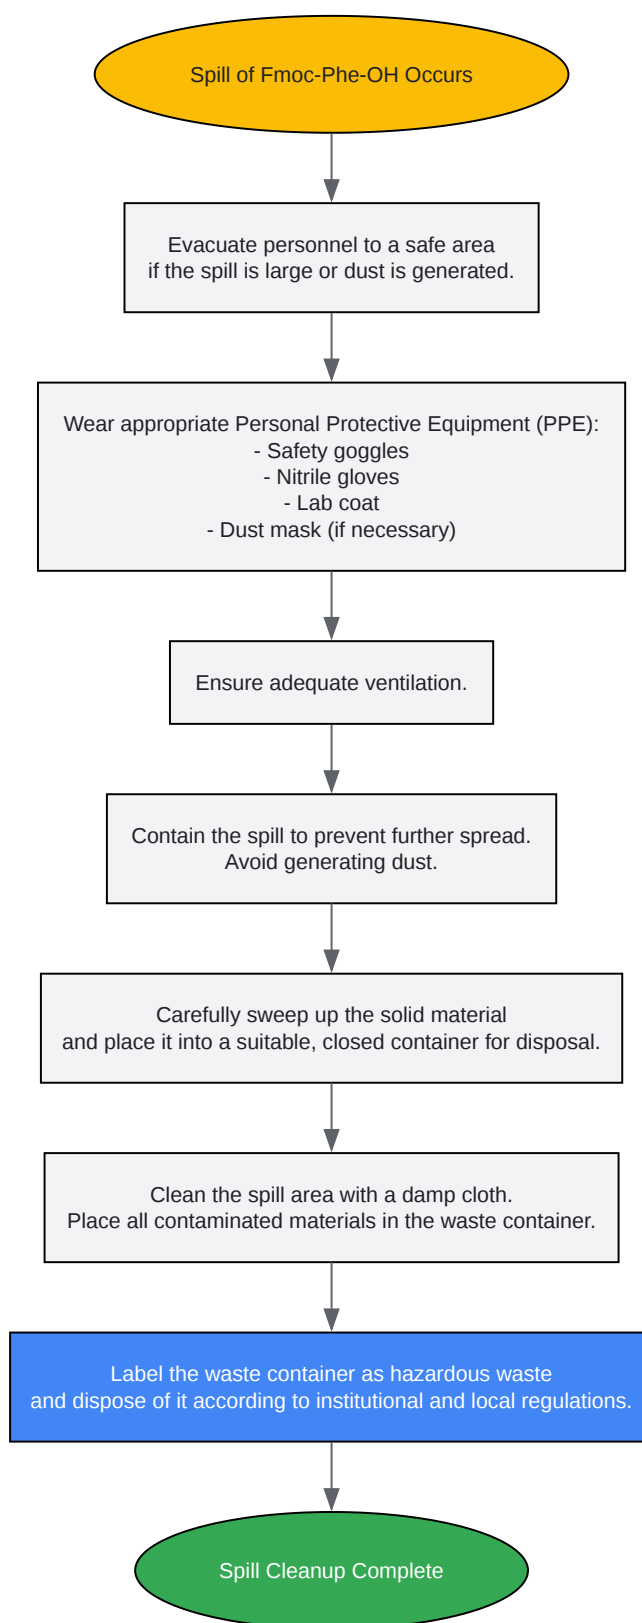 Spill of Fmoc-Phe-OH Occurs
Evacuate personnel to a safe area
if the spill is large or dust is generated.
Wear appropriate Personal Protective Equipment (PPE):
- Safety goggles
- Nitrile gloves
- Lab coat
- Dust mask (if necessary)
Ensure adequate ventilation.
Contain the spill to prevent further spread.
Avoid generating dust.
Carefully sweep up the solid material
and place it into a suitable, closed container for disposal.
Clean the spill area with a damp cloth.
Place all contaminated materials in the waste container.
Label the waste container as hazardous waste
and dispose of it according to institutional and local regulations.
Spill Cleanup Complete